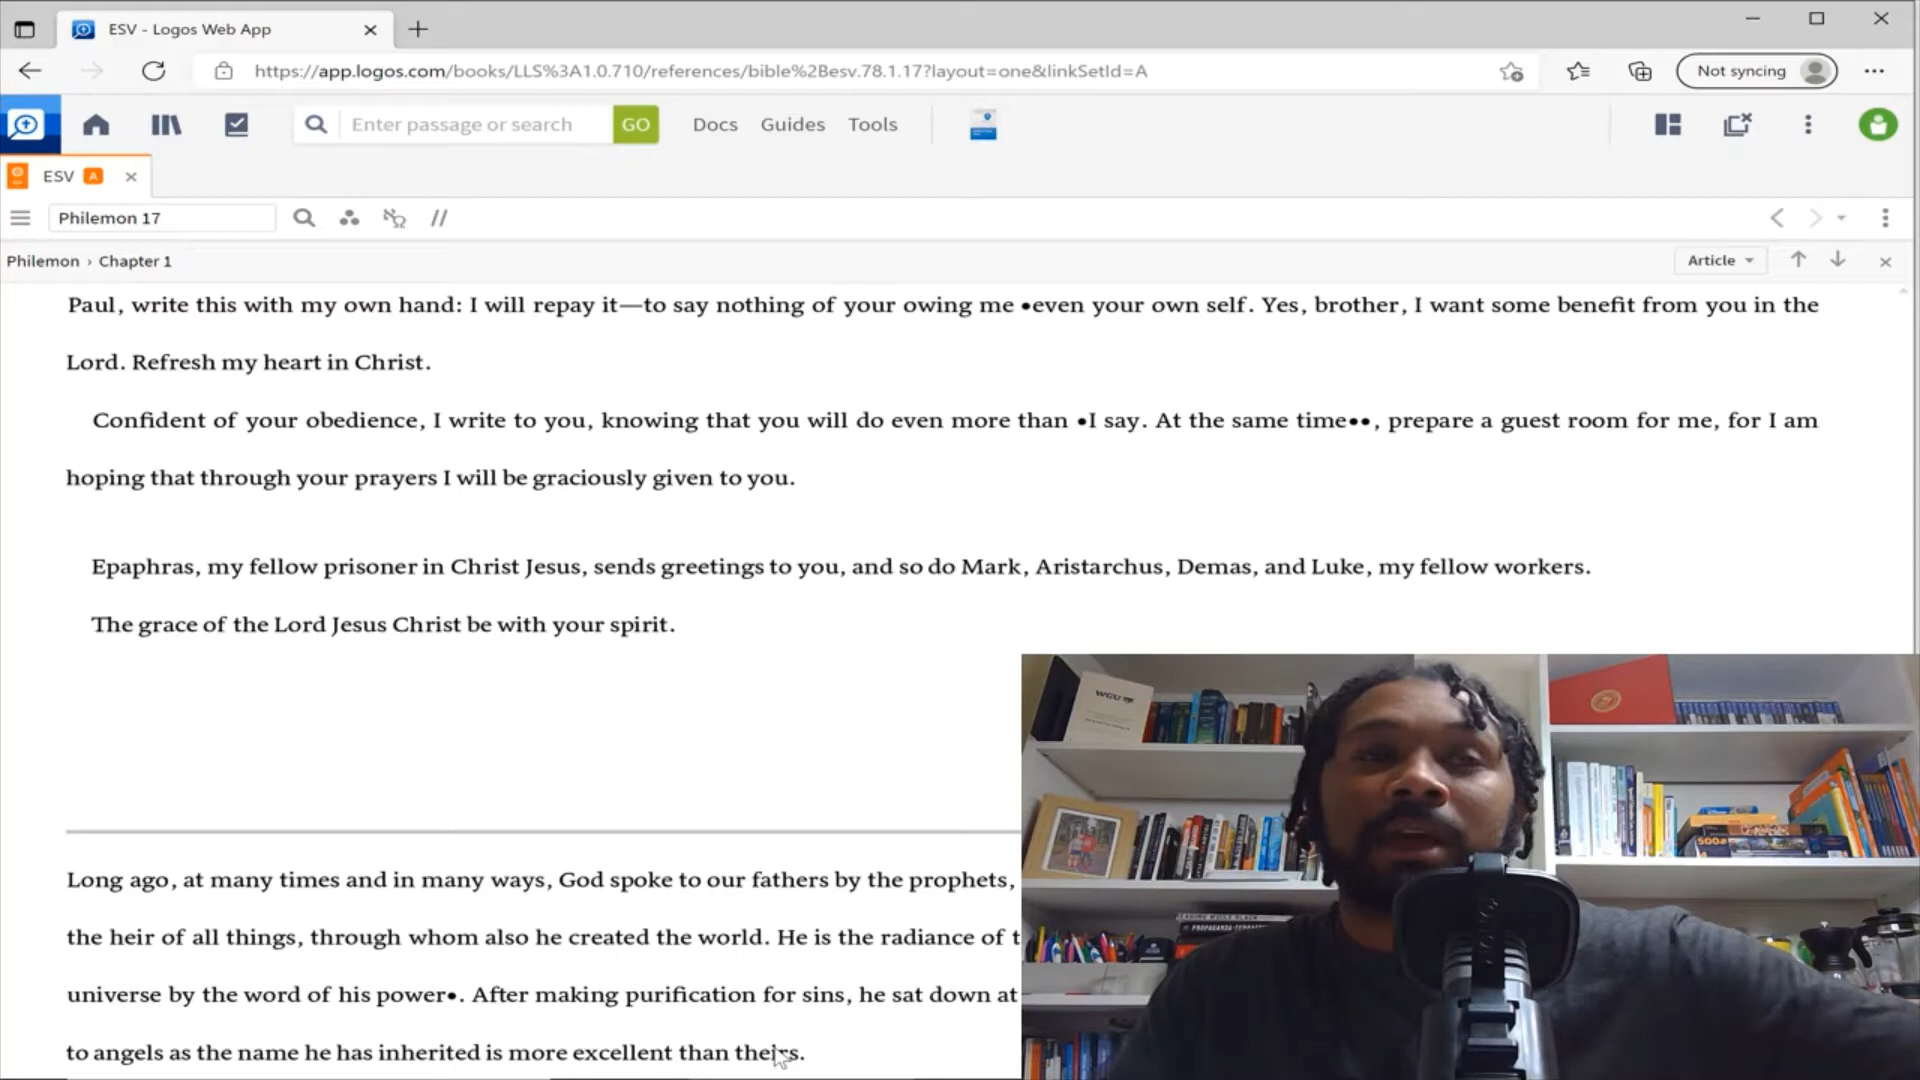 ESV - Logos Web App
https://app.logos.com/books/LLS%3A1.0.710/references/bible%2Besv.78.1.17?layout=one&linkSetId=A
Not syncing
Enter passage or search
GO
Docs
Guides
Tools
ESV A
Philemon 17
Philemon › Chapter 1
Article
Paul, write this with my own hand: I will repay it—to say nothing of your owing me •even your own self. Yes, brother, I want some benefit from you in the
Lord. Refresh my heart in Christ.
Confident of your obedience, I write to you, knowing that you will do even more than •I say. At the same time••, prepare a guest room for me, for I am
hoping that through your prayers I will be graciously given to you.
Epaphras, my fellow prisoner in Christ Jesus, sends greetings to you, and so do Mark, Aristarchus, Demas, and Luke, my fellow workers.
The grace of the Lord Jesus Christ be with your spirit.
WGU
Long ago, at many times and in many ways, God spoke to our fathers by the prophets,
the heir of all things, through whom also he created the world. He is the radiance of t
universe by the word of his power•. After making purification for sins, he sat down at
to angels as the name he has inherited is more excellent than theirs.